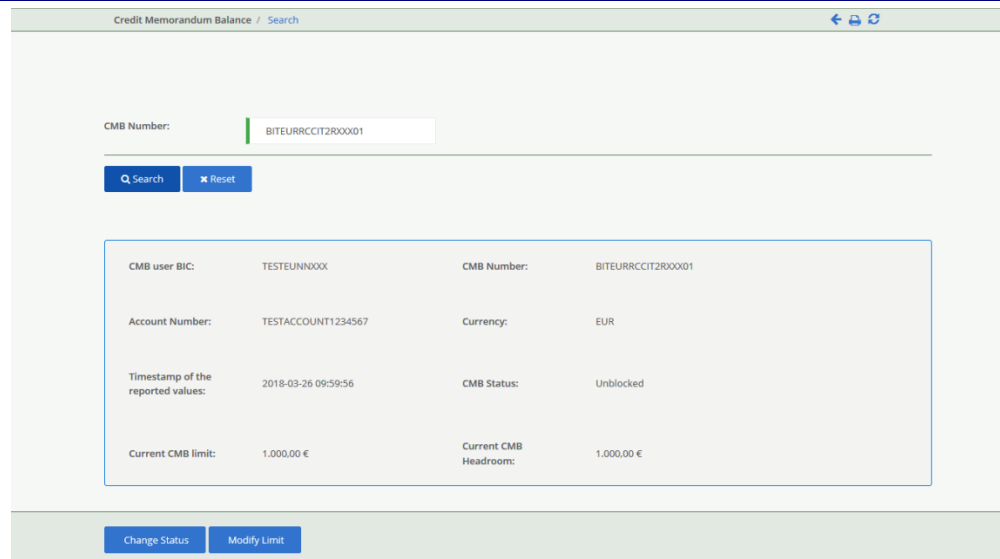 Credit Memorandum Balance / Search
CMB Number: BITEURRCCIT2RXXX01
Search Reset
CMB user BIC: TESTEUNNXXX CMB Number: BITEURRCCIT2RXXX01
Account Number: TESTACCOUNT1234567 Currency: EUR
Timestamp of the
reported values: 2018-03-26 09:59:56 CMB Status: Unblocked
Current CMB limit: 1.000,00 € Current CMB
Headroom: 1.000,00 €
Change Status Modify Limit